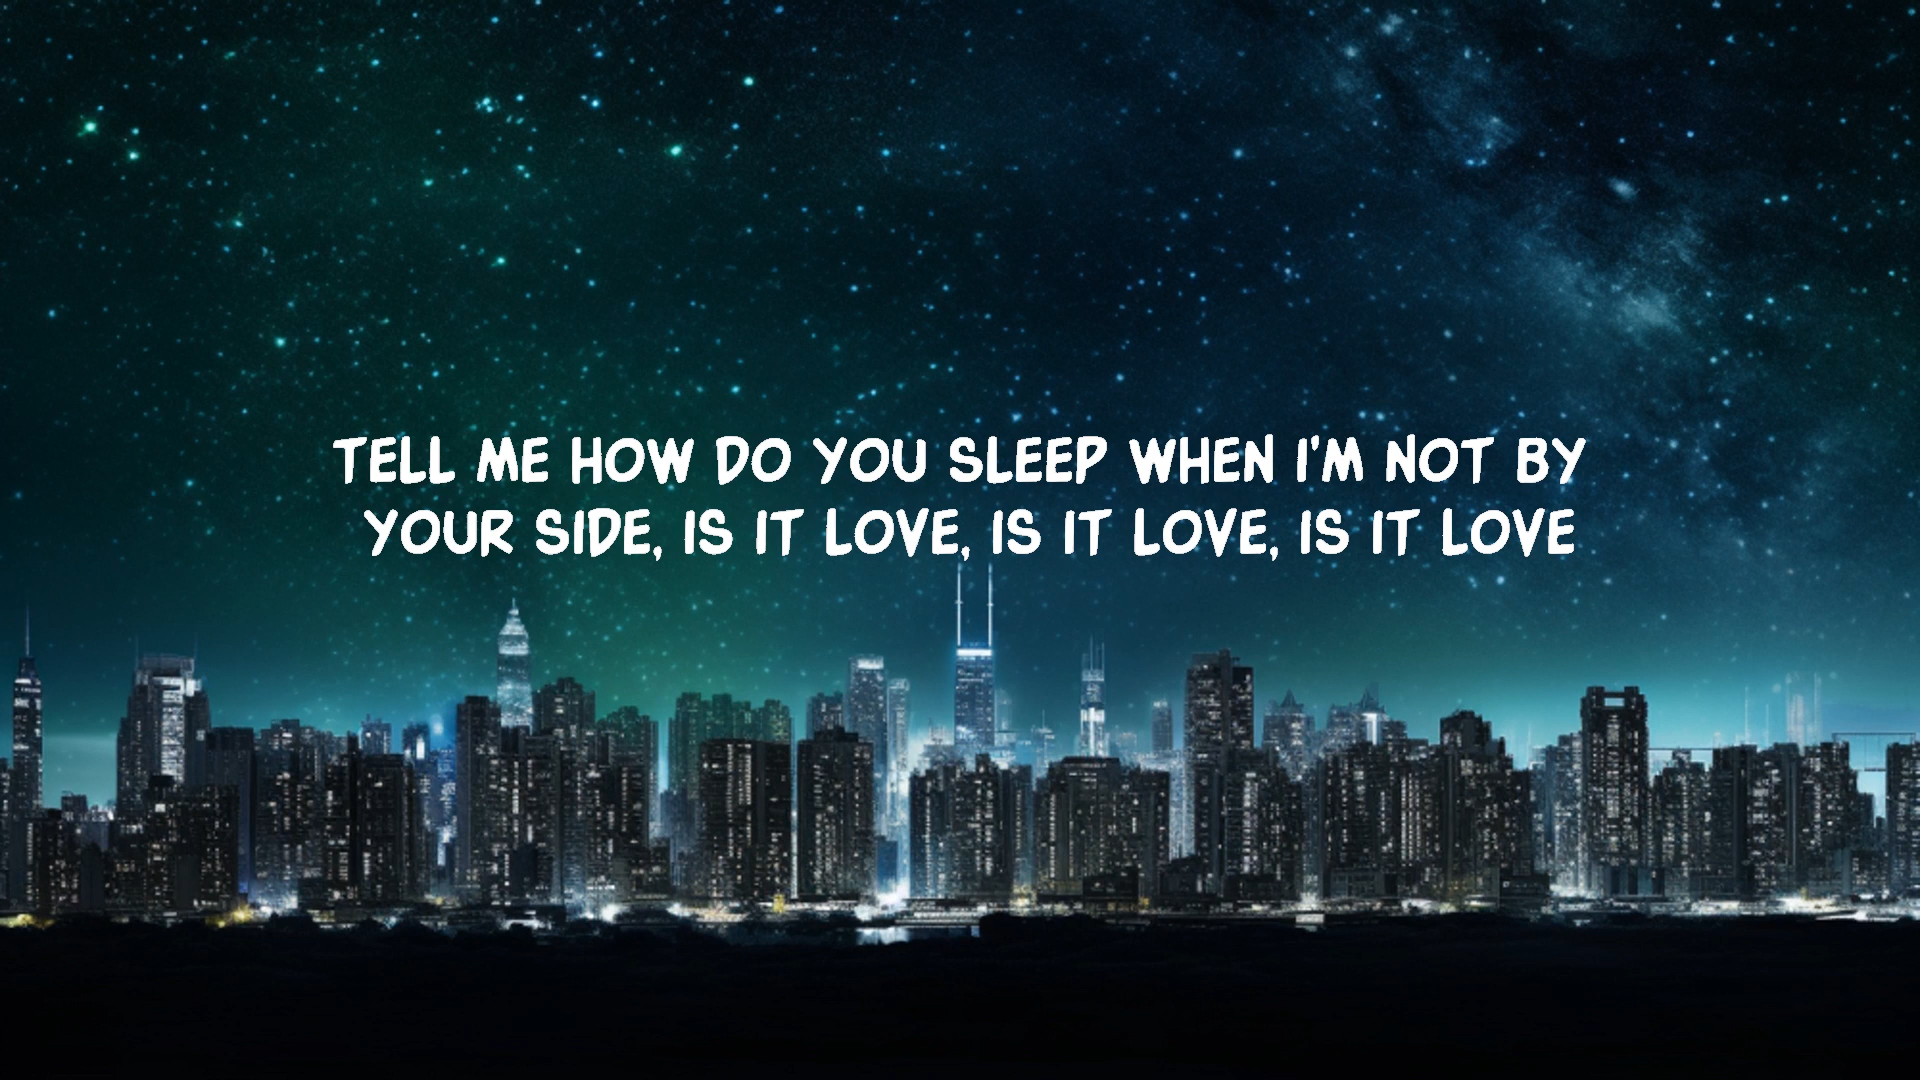 TELL ME HOW DO YOU SLEEP WHEN I'M NOT BY
YOUR SIDE, IS IT LOVE, IS IT LOVE, IS IT LOVE